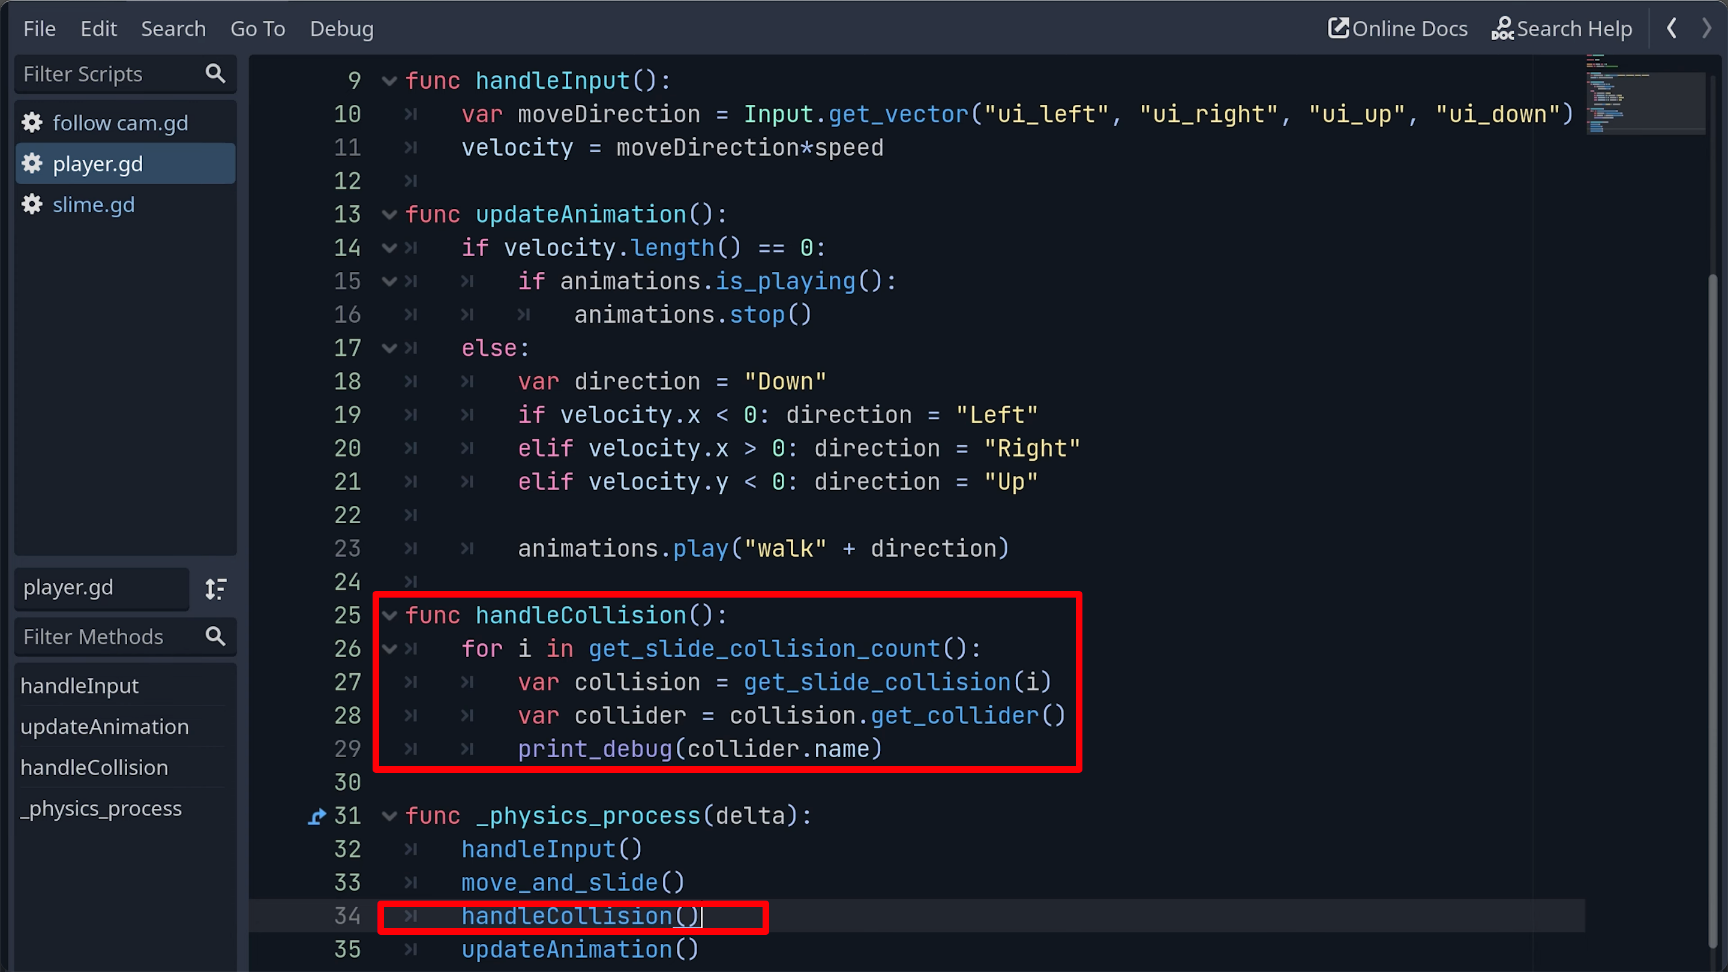 File Edit Search Go To Debug Online Docs DOC Search Help
Filter Scripts
follow cam.gd
player.gd
slime.gd
player.gd
Filter Methods
handleInput
updateAnimation
handleCollision
_physics_process
9 func handleInput():
10 var moveDirection = Input.get_vector("ui_left", "ui_right", "ui_up", "ui_down")
11 velocity = moveDirection*speed
12
13 func updateAnimation():
14 if velocity.length() == 0:
15 if animations.is_playing():
16 animations.stop()
17 else:
18 var direction = "Down"
19 if velocity.x < 0: direction = "Left"
20 elif velocity.x > 0: direction = "Right"
21 elif velocity.y < 0: direction = "Up"
22
23 animations.play("walk" + direction)
24
25 func handleCollision():
26 for i in get_slide_collision_count():
27 var collision = get_slide_collision(i)
28 var collider = collision.get_collider()
29 print_debug(collider.name)
30
31 func _physics_process(delta):
32 handleInput()
33 move_and_slide()
34 handleCollision()
35 updateAnimation()